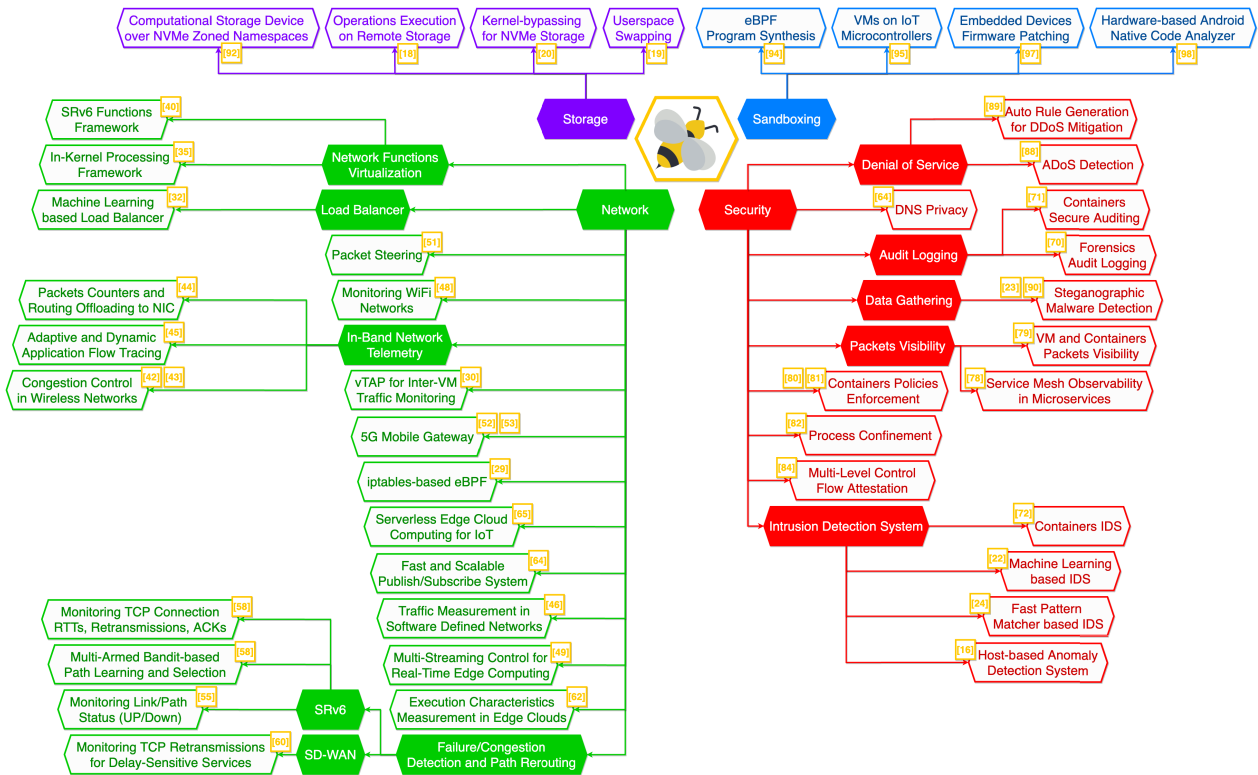 Computational Storage Device
over NVMe Zoned Namespaces
[92]
Operations Execution
on Remote Storage
[18]
Kernel-bypassing
for NVMe Storage
[20]
Userspace
Swapping
[19]
eBPF
Program Synthesis
[94]
VMs on IoT
Microcontrollers
[95]
Embedded Devices
Firmware Patching
[97]
Hardware-based Android
Native Code Analyzer
[98]
Storage
Sandboxing
SRv6 Functions
Framework
[40]
In-Kernel Processing
Framework
[35]
Network Functions
Virtualization
Machine Learning
based Load Balancer
[32]
Load Balancer
Network
Packet Steering
[51]
Monitoring WiFi
Networks
[48]
Packets Counters and
Routing Offloading to NIC
[44]
Adaptive and Dynamic
Application Flow Tracing
[45]
In-Band Network
Telemetry
Congestion Control
in Wireless Networks
[42] [43]
vTAP for Inter-VM
Traffic Monitoring
[30]
5G Mobile Gateway
[52] [53]
iptables-based eBPF
[29]
Serverless Edge Cloud
Computing for IoT
[65]
Fast and Scalable
Publish/Subscribe System
[64]
Traffic Measurement in
Software Defined Networks
[46]
Multi-Streaming Control for
Real-Time Edge Computing
[49]
Execution Characteristics
Measurement in Edge Clouds
[62]
Monitoring TCP Connection
RTTs, Retransmissions, ACKs
[58]
Multi-Armed Bandit-based
Path Learning and Selection
[58]
Monitoring Link/Path
Status (UP/Down)
[55]
SRv6
Monitoring TCP Retransmissions
for Delay-Sensitive Services
[60]
SD-WAN
Failure/Congestion
Detection and Path Rerouting
Security
Denial of Service
[89]
Auto Rule Generation
for DDoS Mitigation
[88]
ADoS Detection
[64]
DNS Privacy
Audit Logging
[71]
Containers
Secure Auditing
[70]
Forensics
Audit Logging
Data Gathering
[23] [90]
Steganographic
Malware Detection
Packets Visibility
[79]
VM and Containers
Packets Visibility
[78]
Service Mesh Observability
in Microservices
[80] [81]
Containers Policies
Enforcement
[82]
Process Confinement
[84]
Multi-Level Control
Flow Attestation
Intrusion Detection System
[72]
Containers IDS
[22]
Machine Learning
based IDS
[24]
Fast Pattern
Matcher based IDS
[16]
Host-based Anomaly
Detection System